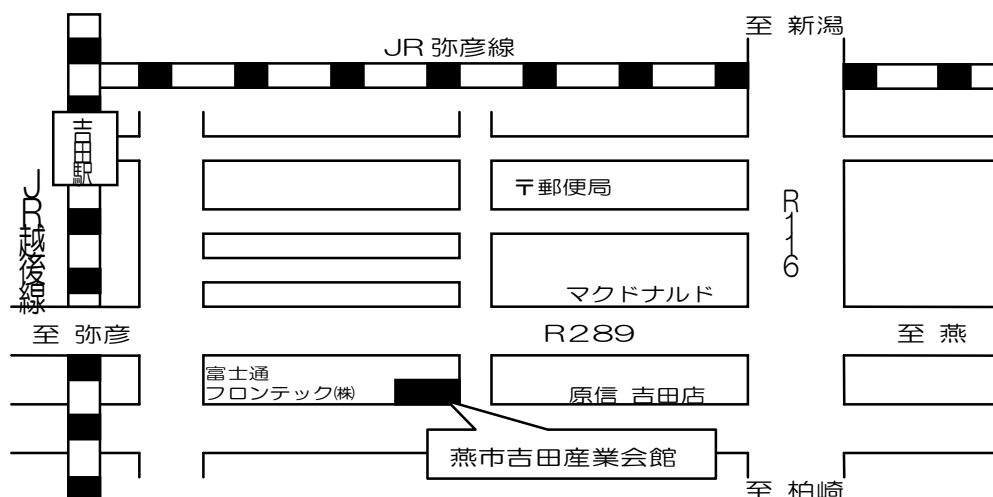 至 新潟
JR 弥彦線
吉田駅
〒郵便局
JR越後線
R116
マクドナルド
至 弥彦
R289
至 燕
富士通
フロンテック㈱
原信 吉田店
燕市吉田産業会館
至 柏崎